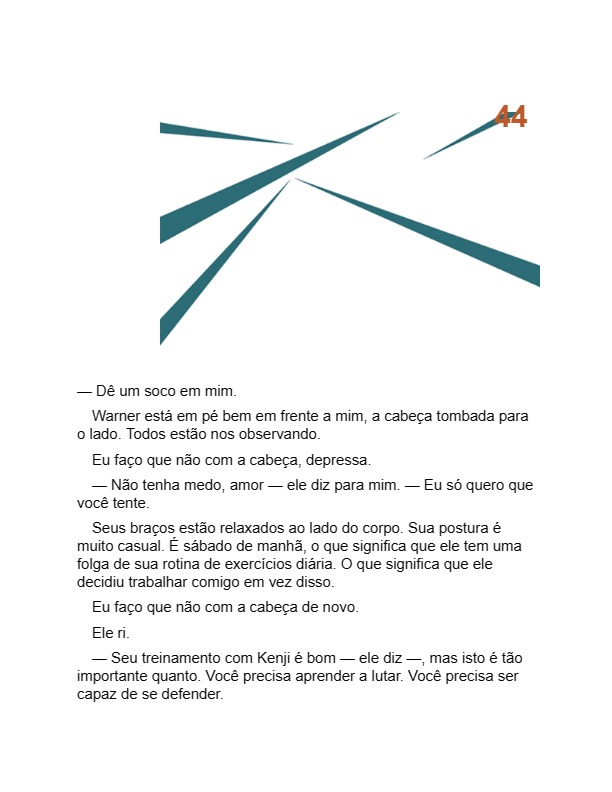 44
— Dê um soco em mim.
Warner está em pé bem em frente a mim, a cabeça tombada para
o lado. Todos estão nos observando.
Eu faço que não com a cabeça, depressa.
— Não tenha medo, amor — ele diz para mim. — Eu só quero que
você tente.
Seus braços estão relaxados ao lado do corpo. Sua postura é
muito casual. É sábado de manhã, o que significa que ele tem uma
folga de sua rotina de exercícios diária. O que significa que ele
decidiu trabalhar comigo em vez disso.
Eu faço que não com a cabeça de novo.
Ele ri.
— Seu treinamento com Kenji é bom — ele diz —, mas isto é tão
importante quanto. Você precisa aprender a lutar. Você precisa ser
capaz de se defender.